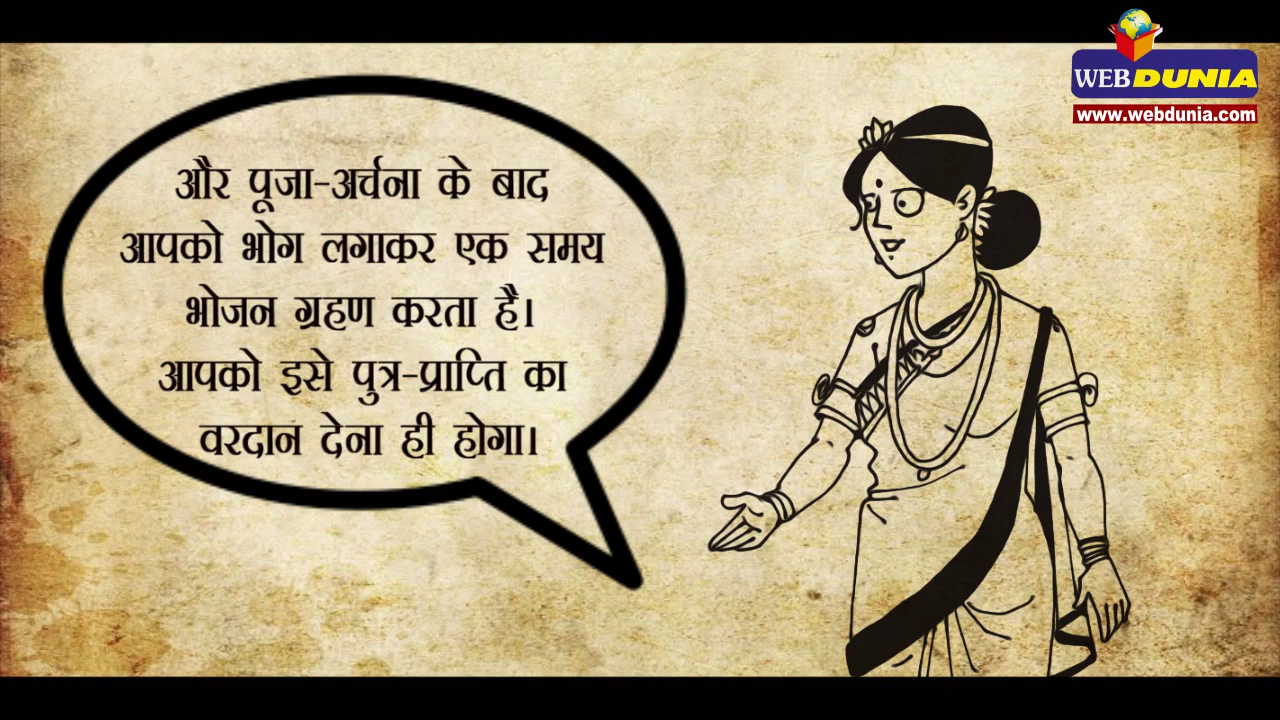 WEBDUNIA
www.webdunia.com
और पूजा-अर्चना के बाद
आपको भोग लगाकर एक समय
भोजन ग्रहण करता है।
आपको इसे पुत्र-प्राप्ति का
वरदान देना ही होगा।